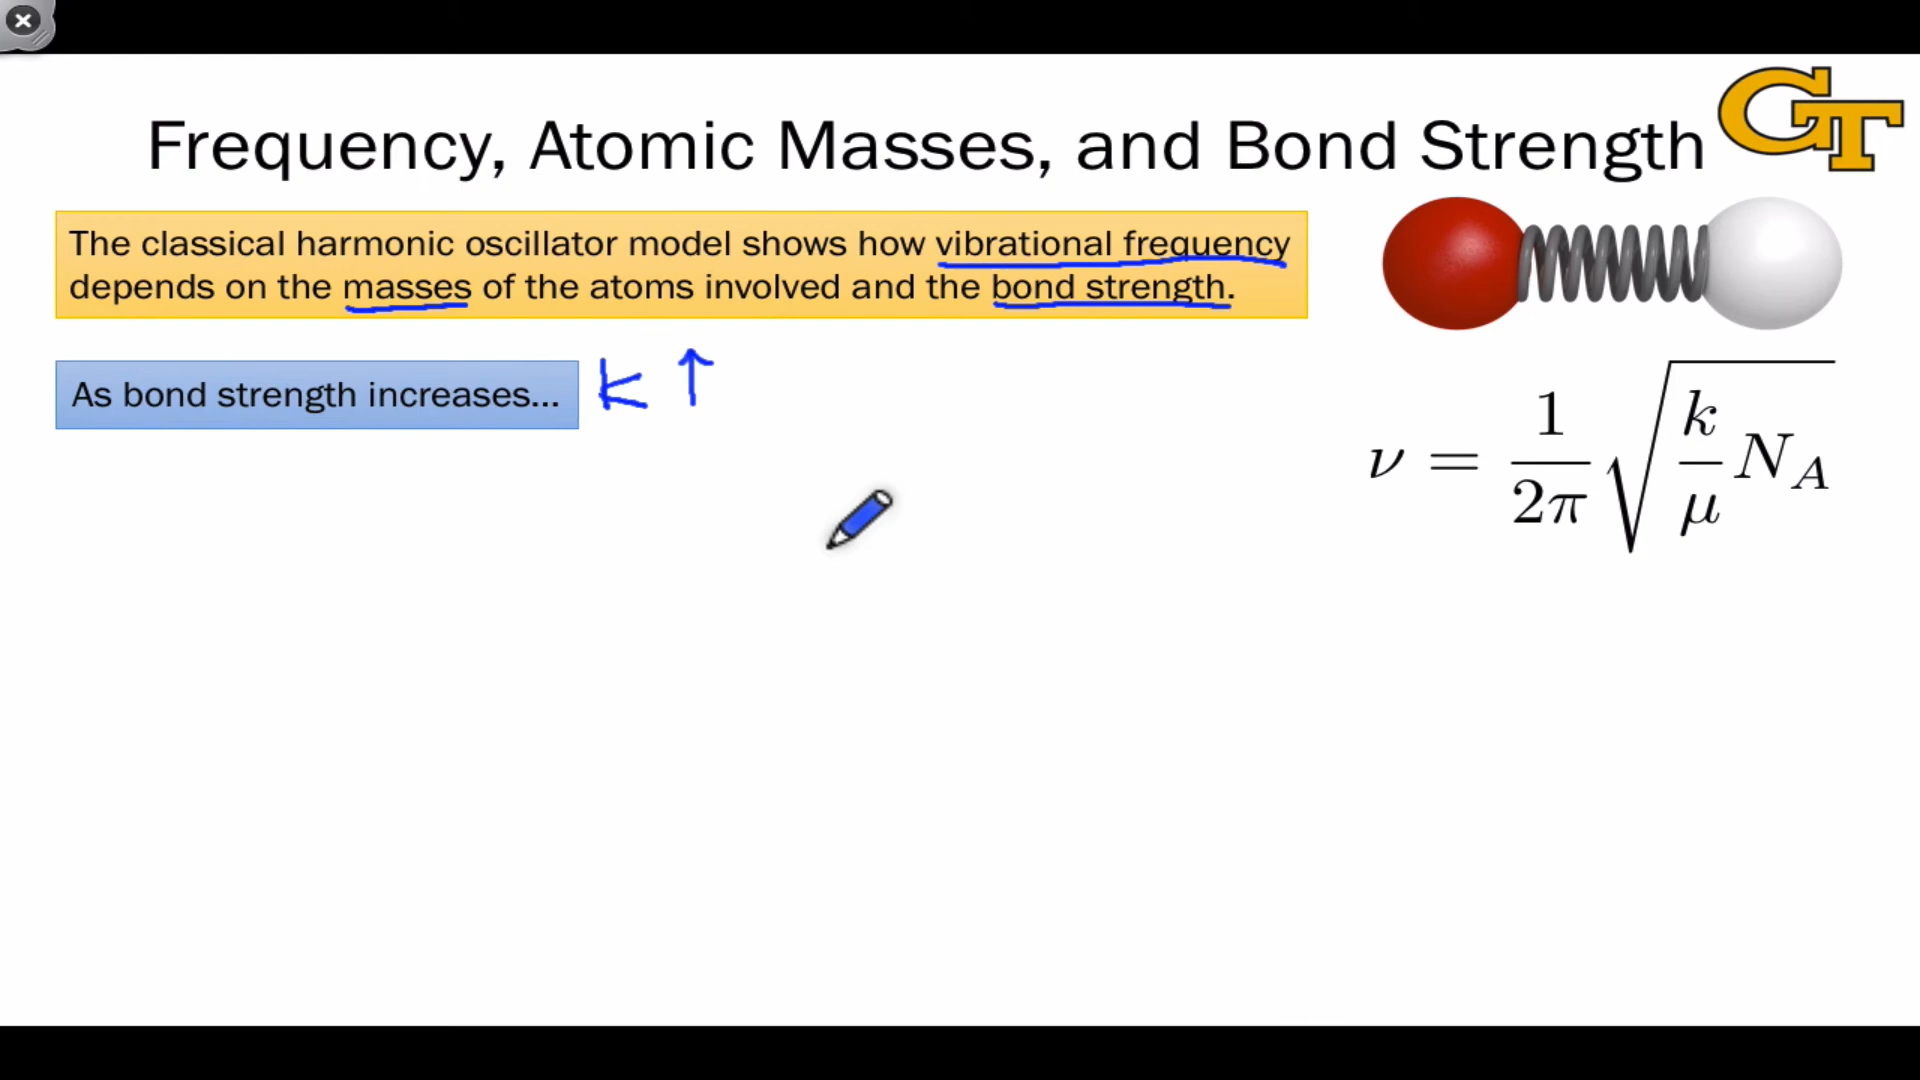 Frequency, Atomic Masses, and Bond Strength
GT
The classical harmonic oscillator model shows how vibrational frequency
depends on the masses of the atoms involved and the bond strength.
As bond strength increases... k ↑
ν = 1/2π √(k/μ N_A)